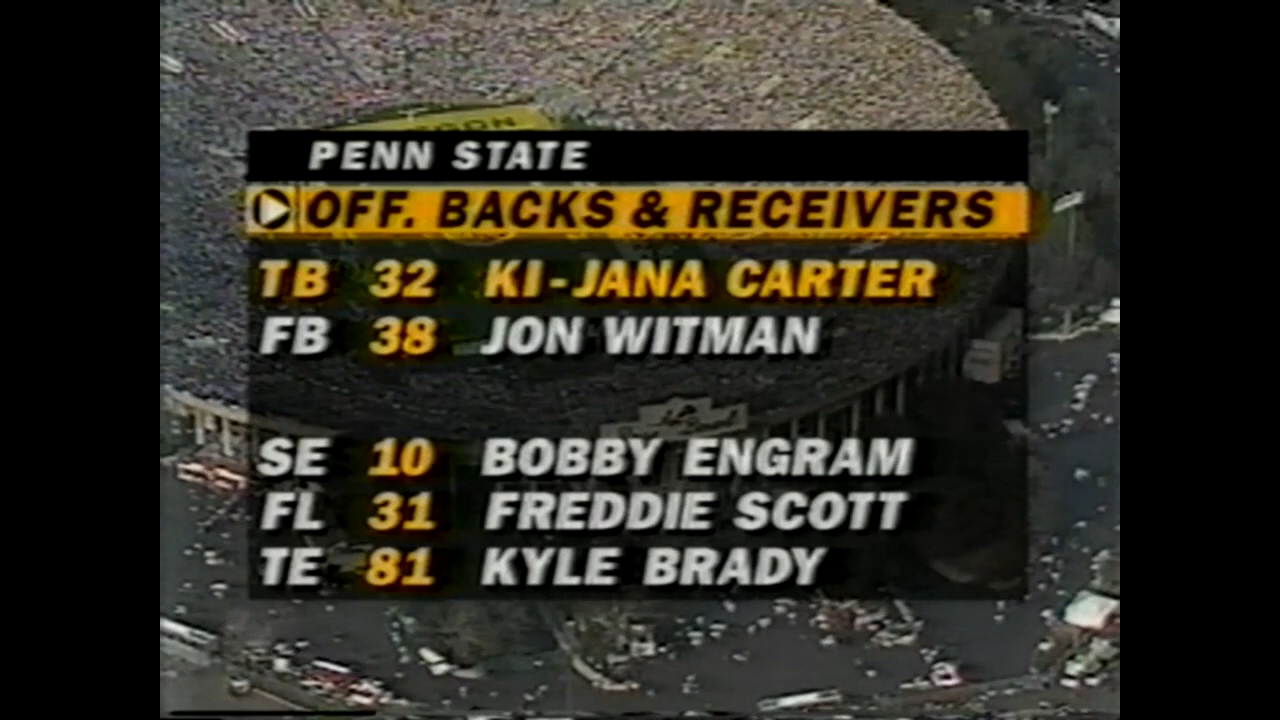 PENN STATE
OFF. BACKS & RECEIVERS
TB 32 KI-JANA CARTER
FB 38 JON WITMAN
SE 10 BOBBY ENGRAM
FL 31 FREDDIE SCOTT
TE 81 KYLE BRADY